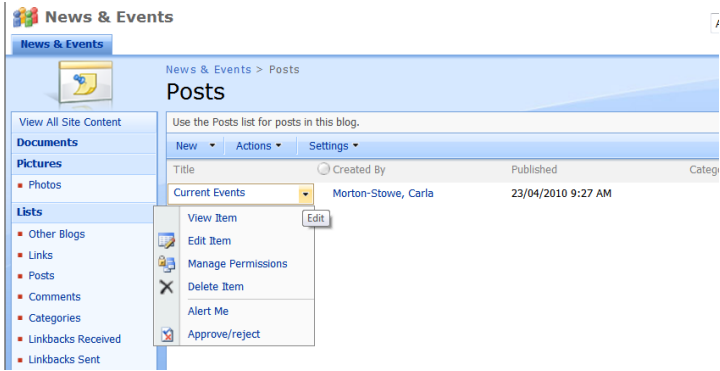 News & Events
A
News & Events
News & Events > Posts
Posts
View All Site Content
Documents
Pictures
Photos
Lists
Other Blogs
Links
Posts
Comments
Categories
Linkbacks Received
Linkbacks Sent
Use the Posts list for posts in this blog.
New Actions Settings
Title Created By Published Catego
Current Events Morton-Stowe, Carla 23/04/2010 9:27 AM
Edit
View Item
Edit Item
Manage Permissions
Delete Item
Alert Me
Approve/reject